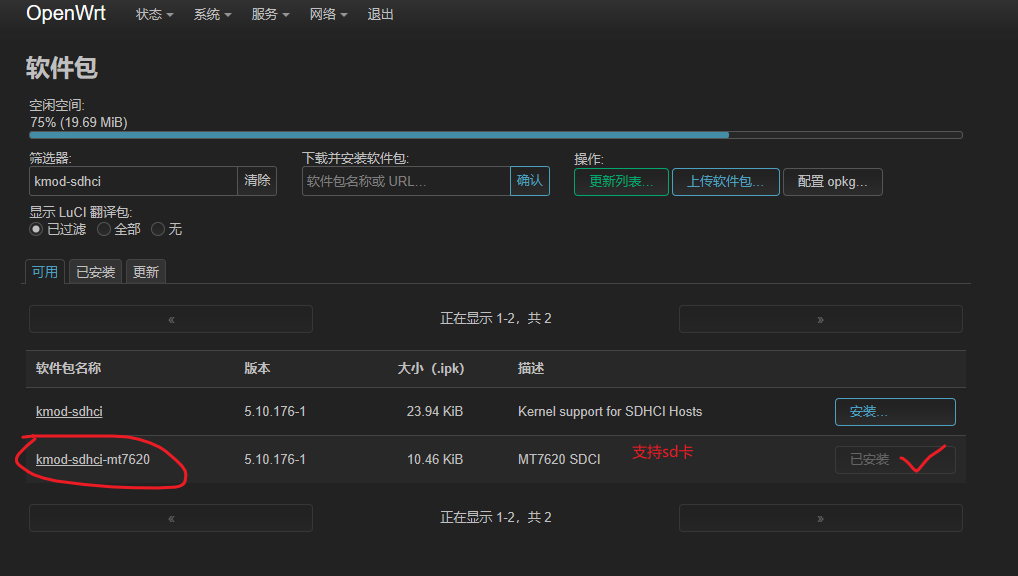 OpenWrt 状态 系统 服务 网络 退出
软件包
空闲空间:
75% (19.69 MiB)
筛选器: 下载并安装软件包: 操作:
kmod-sdhci 清除 软件包名称或 URL... 确认 更新列表... 上传软件包... 配置 opkg...
显示 LuCI 翻译包:
已过滤 全部 无
可用 已安装 更新
« 正在显示 1-2，共 2 »
软件包名称 版本 大小（.ipk） 描述
kmod-sdhci 5.10.176-1 23.94 KiB Kernel support for SDHCI Hosts 安装...
kmod-sdhci-mt7620 5.10.176-1 10.46 KiB MT7620 SDCI 支持sd卡 已安装
« 正在显示 1-2，共 2 »